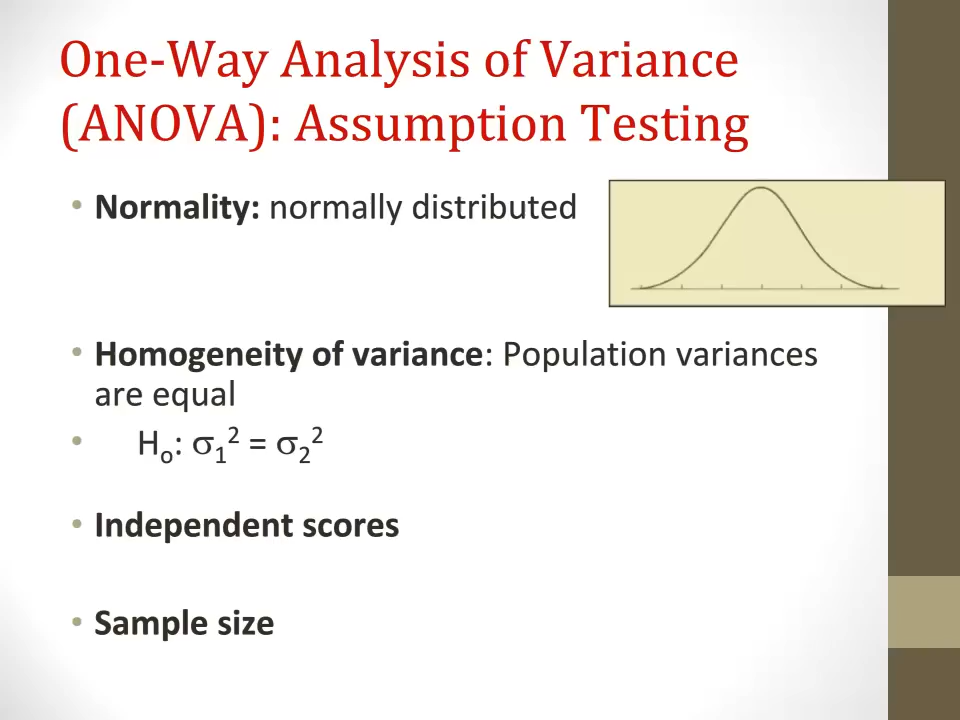 One-Way Analysis of Variance
(ANOVA): Assumption Testing
• Normality: normally distributed
• Homogeneity of variance: Population variances
are equal
• Hₒ: σ₁² = σ₂²
• Independent scores
• Sample size